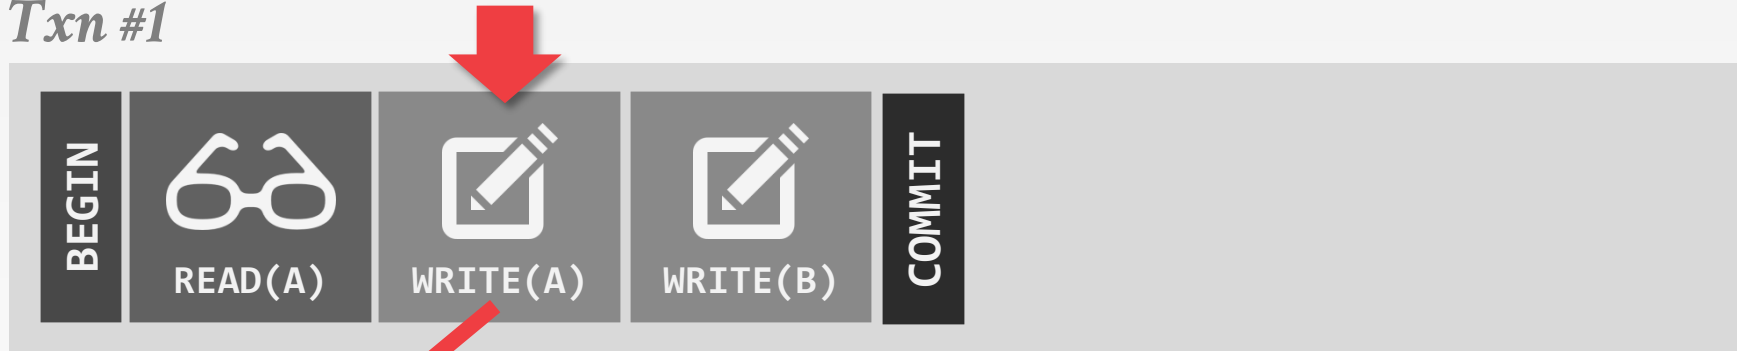 Txn #1
BEGIN
READ(A)
WRITE(A)
WRITE(B)
COMMIT